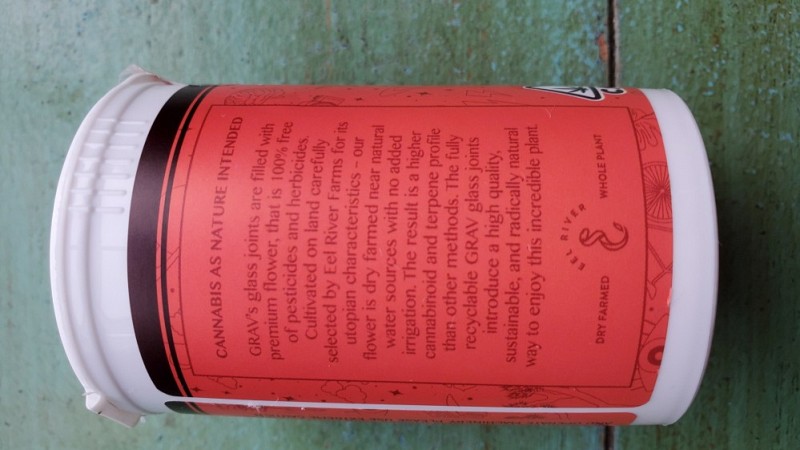 CANNABIS AS NATURE INTENDED
GRAV's glass joints are filled with
premium flower, that is 100% free
of pesticides and herbicides.
Cultivated on land carefully
selected by Eel River Farms for its
utopian characteristics – our
flower is dry farmed near natural
water sources with no added
irrigation. The result is a higher
cannabinoid and terpene profile
than other methods. The fully
recyclable GRAV glass joints
introduce a high quality,
sustainable, and radically natural
way to enjoy this incredible plant.
DRY FARMED
EEL RIVER
WHOLE PLANT